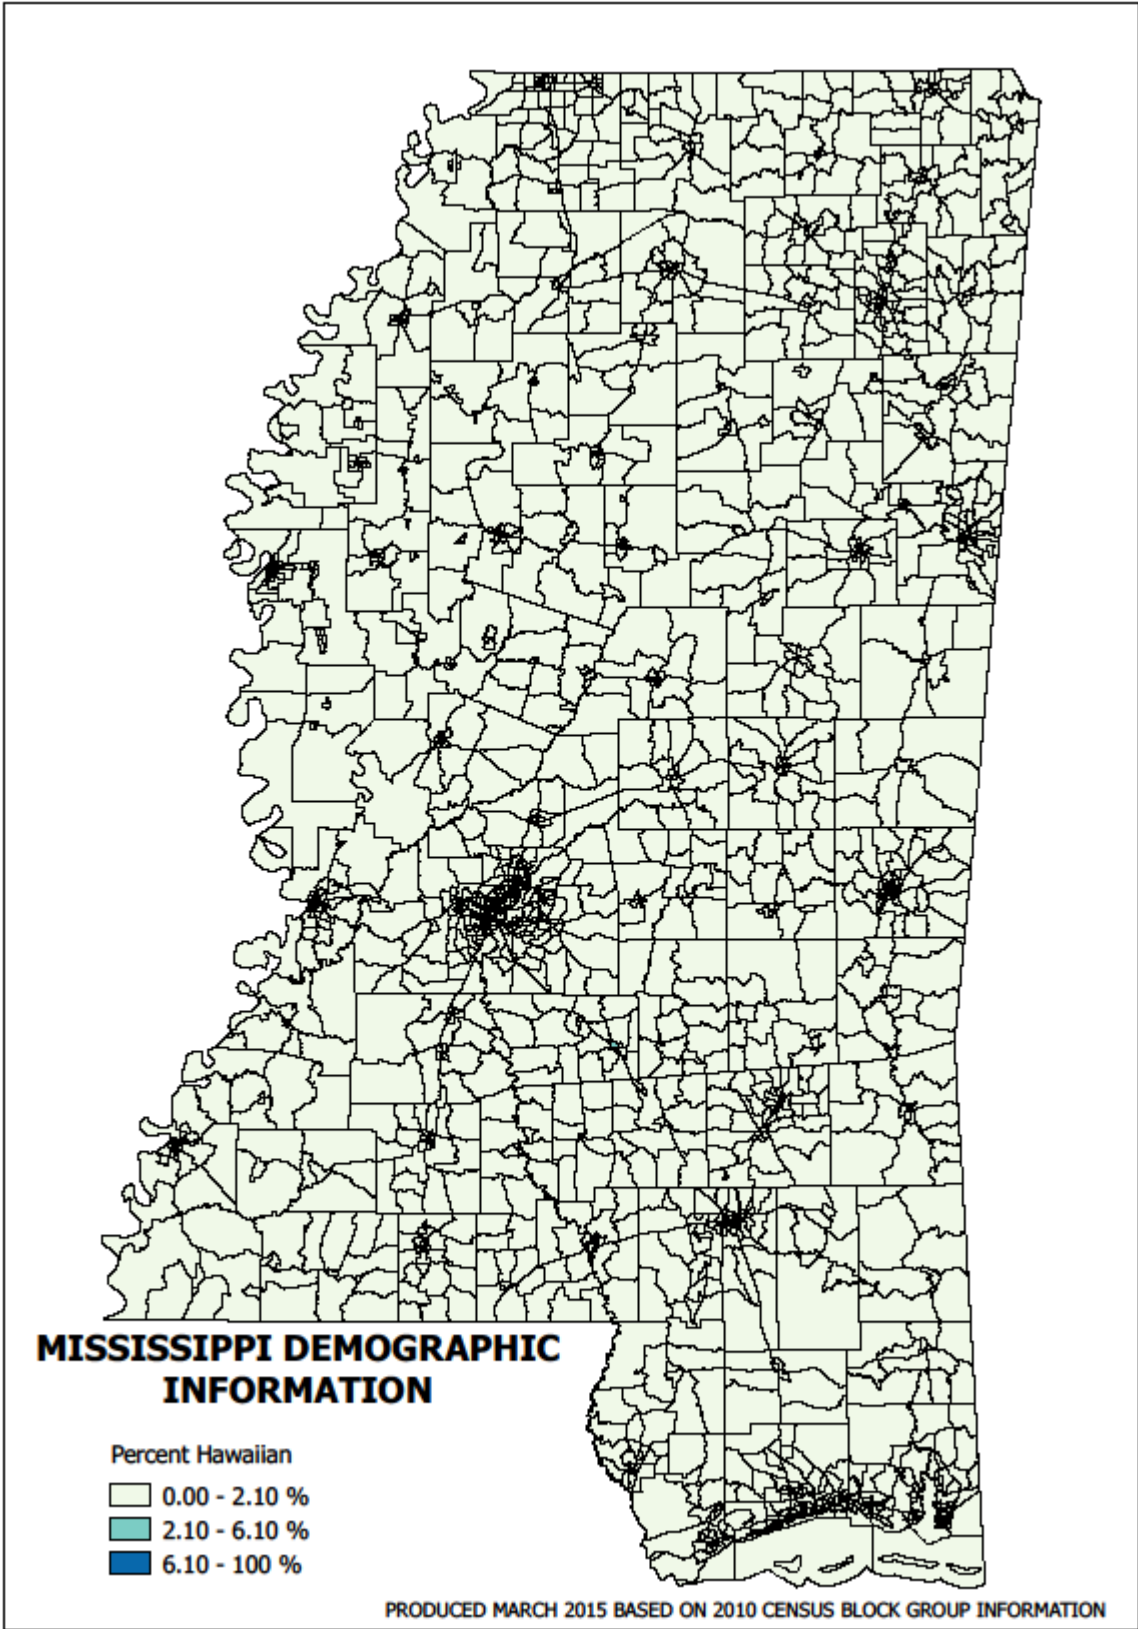 MISSISSIPPI DEMOGRAPHIC
INFORMATION
Percent Hawaiian
0.00 - 2.10 %
2.10 - 6.10 %
6.10 - 100 %
PRODUCED MARCH 2015 BASED ON 2010 CENSUS BLOCK GROUP INFORMATION